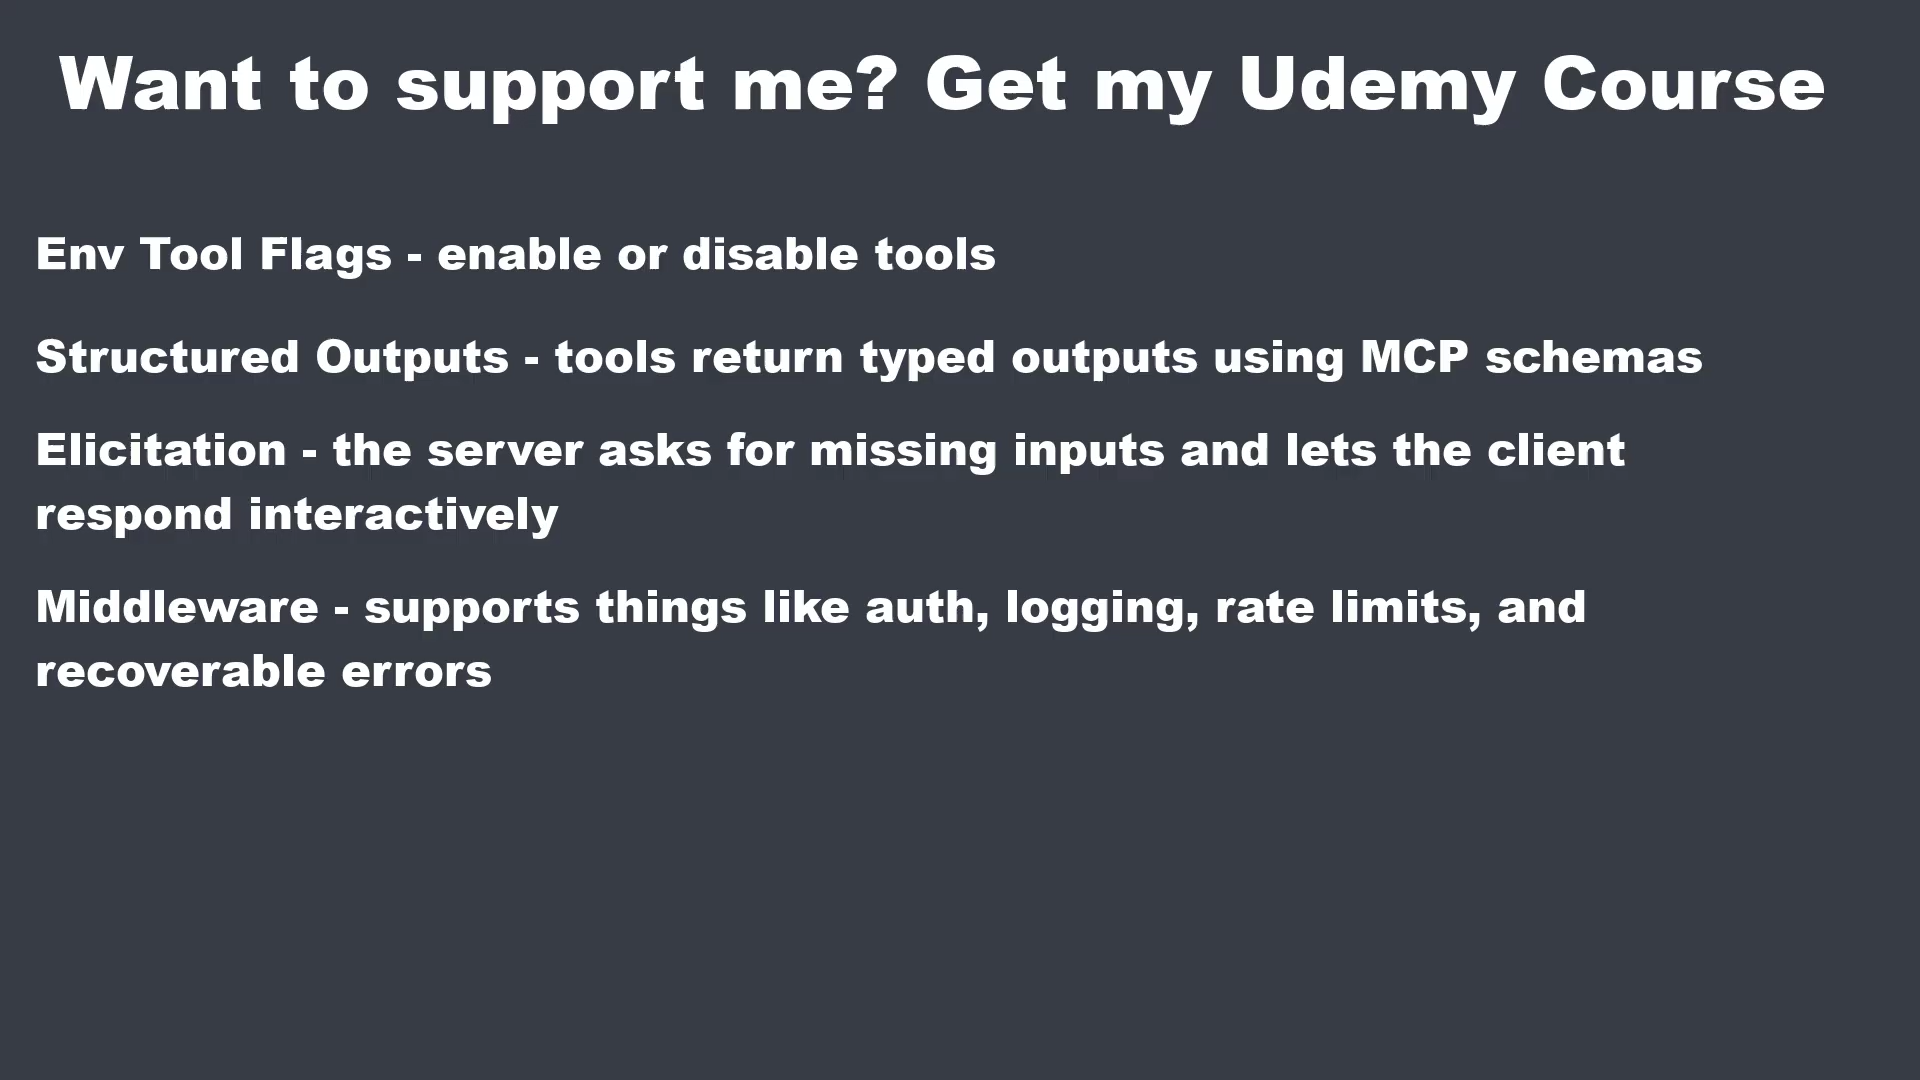 Want to support me? Get my Udemy Course
Env Tool Flags - enable or disable tools
Structured Outputs - tools return typed outputs using MCP schemas
Elicitation - the server asks for missing inputs and lets the client
respond interactively
Middleware - supports things like auth, logging, rate limits, and
recoverable errors